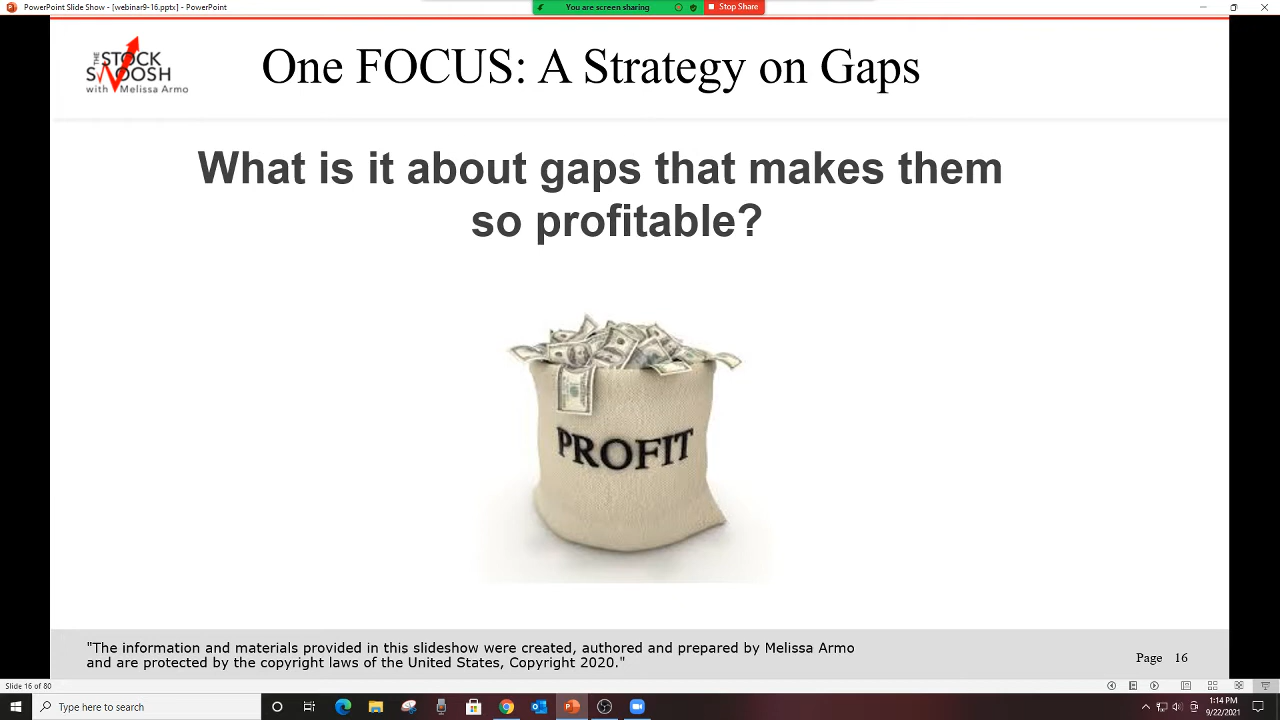 PowerPoint Slide Show - [webinar9-16.pptx] - PowerPoint
You are screen sharing
Stop Share
THE
STOCK
SWOOSH
with Melissa Armo
One FOCUS: A Strategy on Gaps
What is it about gaps that makes them
so profitable?
PROFIT
"The information and materials provided in this slideshow were created, authored and prepared by Melissa Armo
and are protected by the copyright laws of the United States, Copyright 2020."
Page 16
Slide 16 of 80
Type here to search
1:14 PM
9/22/2021